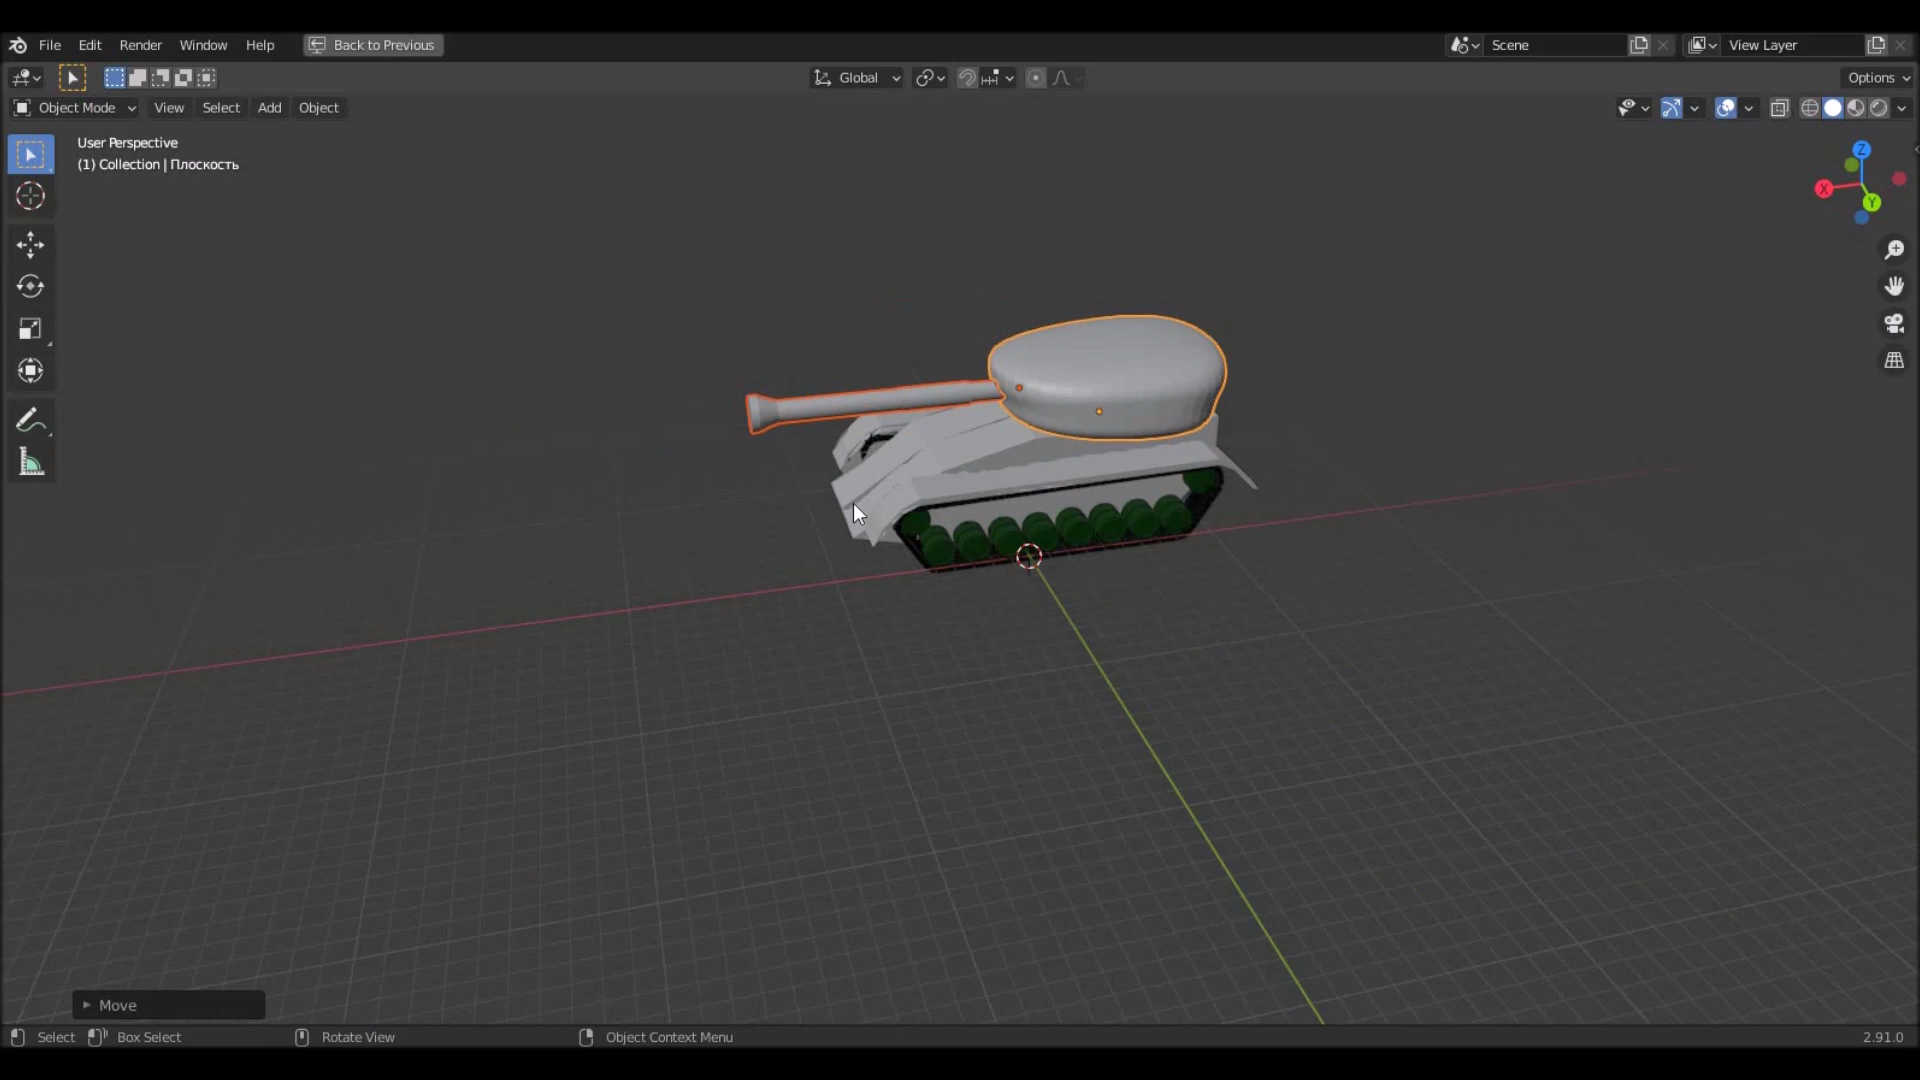 File Edit Render Window Help Back to Previous Scene View Layer
Global Options
Object Mode View Select Add Object
User Perspective
(1) Collection | Плоскость
Z
X
Y
Move
Select Box Select Rotate View Object Context Menu 2.91.0